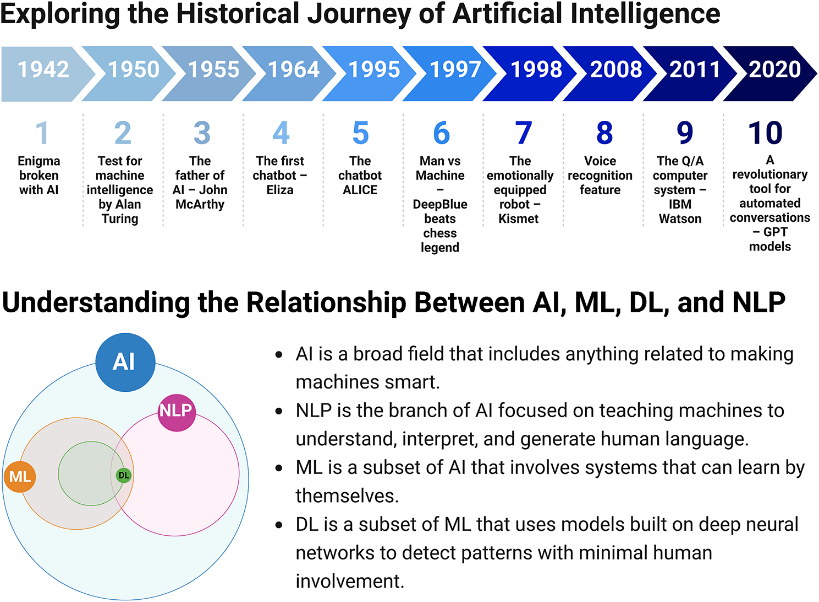 Exploring the Historical Journey of Artificial Intelligence
1942
1950
1955
1964
1995
1997
1998
2008
2011
2020
1
Enigma
broken
with AI
2
Test for
machine
intelligence
by Alan
Turing
3
The
father of
AI – John
McArthy
4
The first
chatbot –
Eliza
5
The
chatbot
ALICE
6
Man vs
Machine
–
DeepBlue
beats
chess
legend
7
The
emotionally
equipped
robot –
Kismet
8
Voice
recognition
feature
9
The Q/A
computer
system –
IBM
Watson
10
A
revolutionary
tool for
automated
conversations
– GPT
models
Understanding the Relationship Between AI, ML, DL, and NLP
AI
NLP
ML
DL
• AI is a broad field that includes anything related to making
machines smart.
• NLP is the branch of AI focused on teaching machines to
understand, interpret, and generate human language.
• ML is a subset of AI that involves systems that can learn by
themselves.
• DL is a subset of ML that uses models built on deep neural
networks to detect patterns with minimal human
involvement.